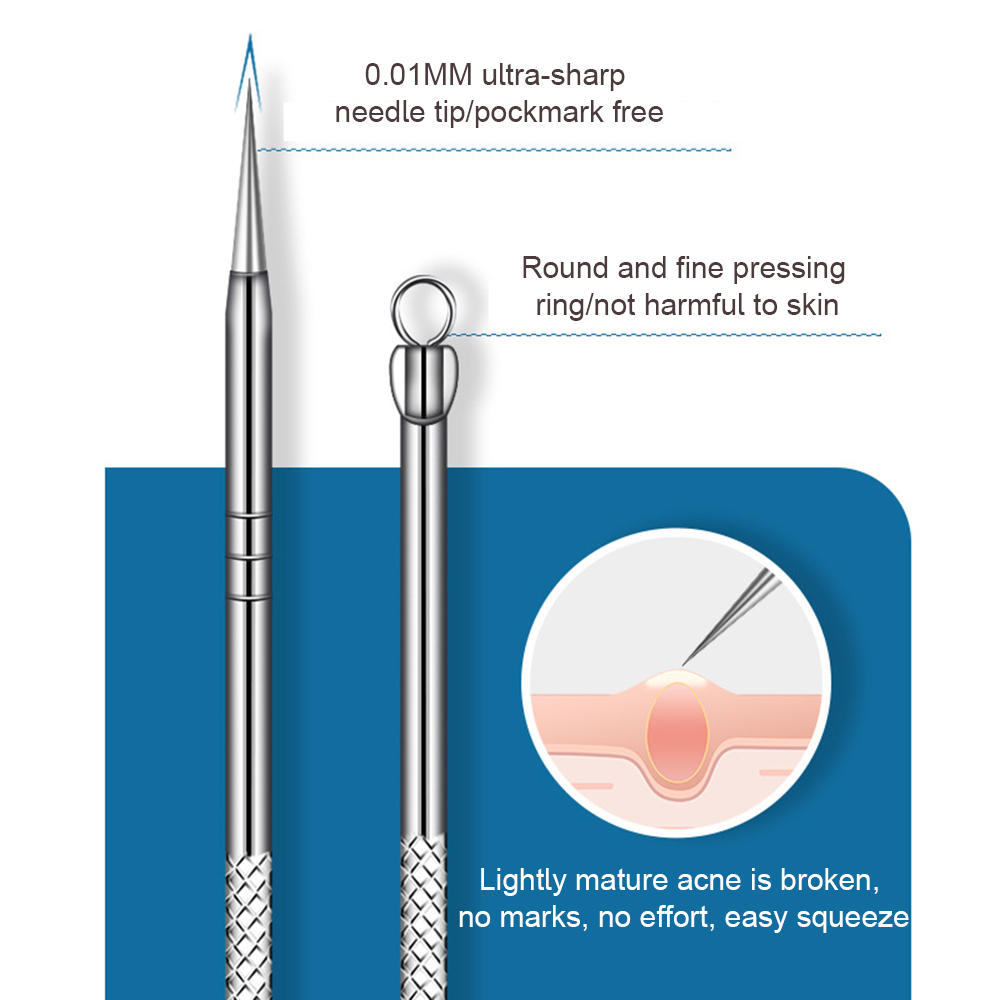 0.01MM ultra-sharp
needle tip/pockmark free
Round and fine pressing
ring/not harmful to skin
Lightly mature acne is broken,
no marks, no effort, easy squeeze